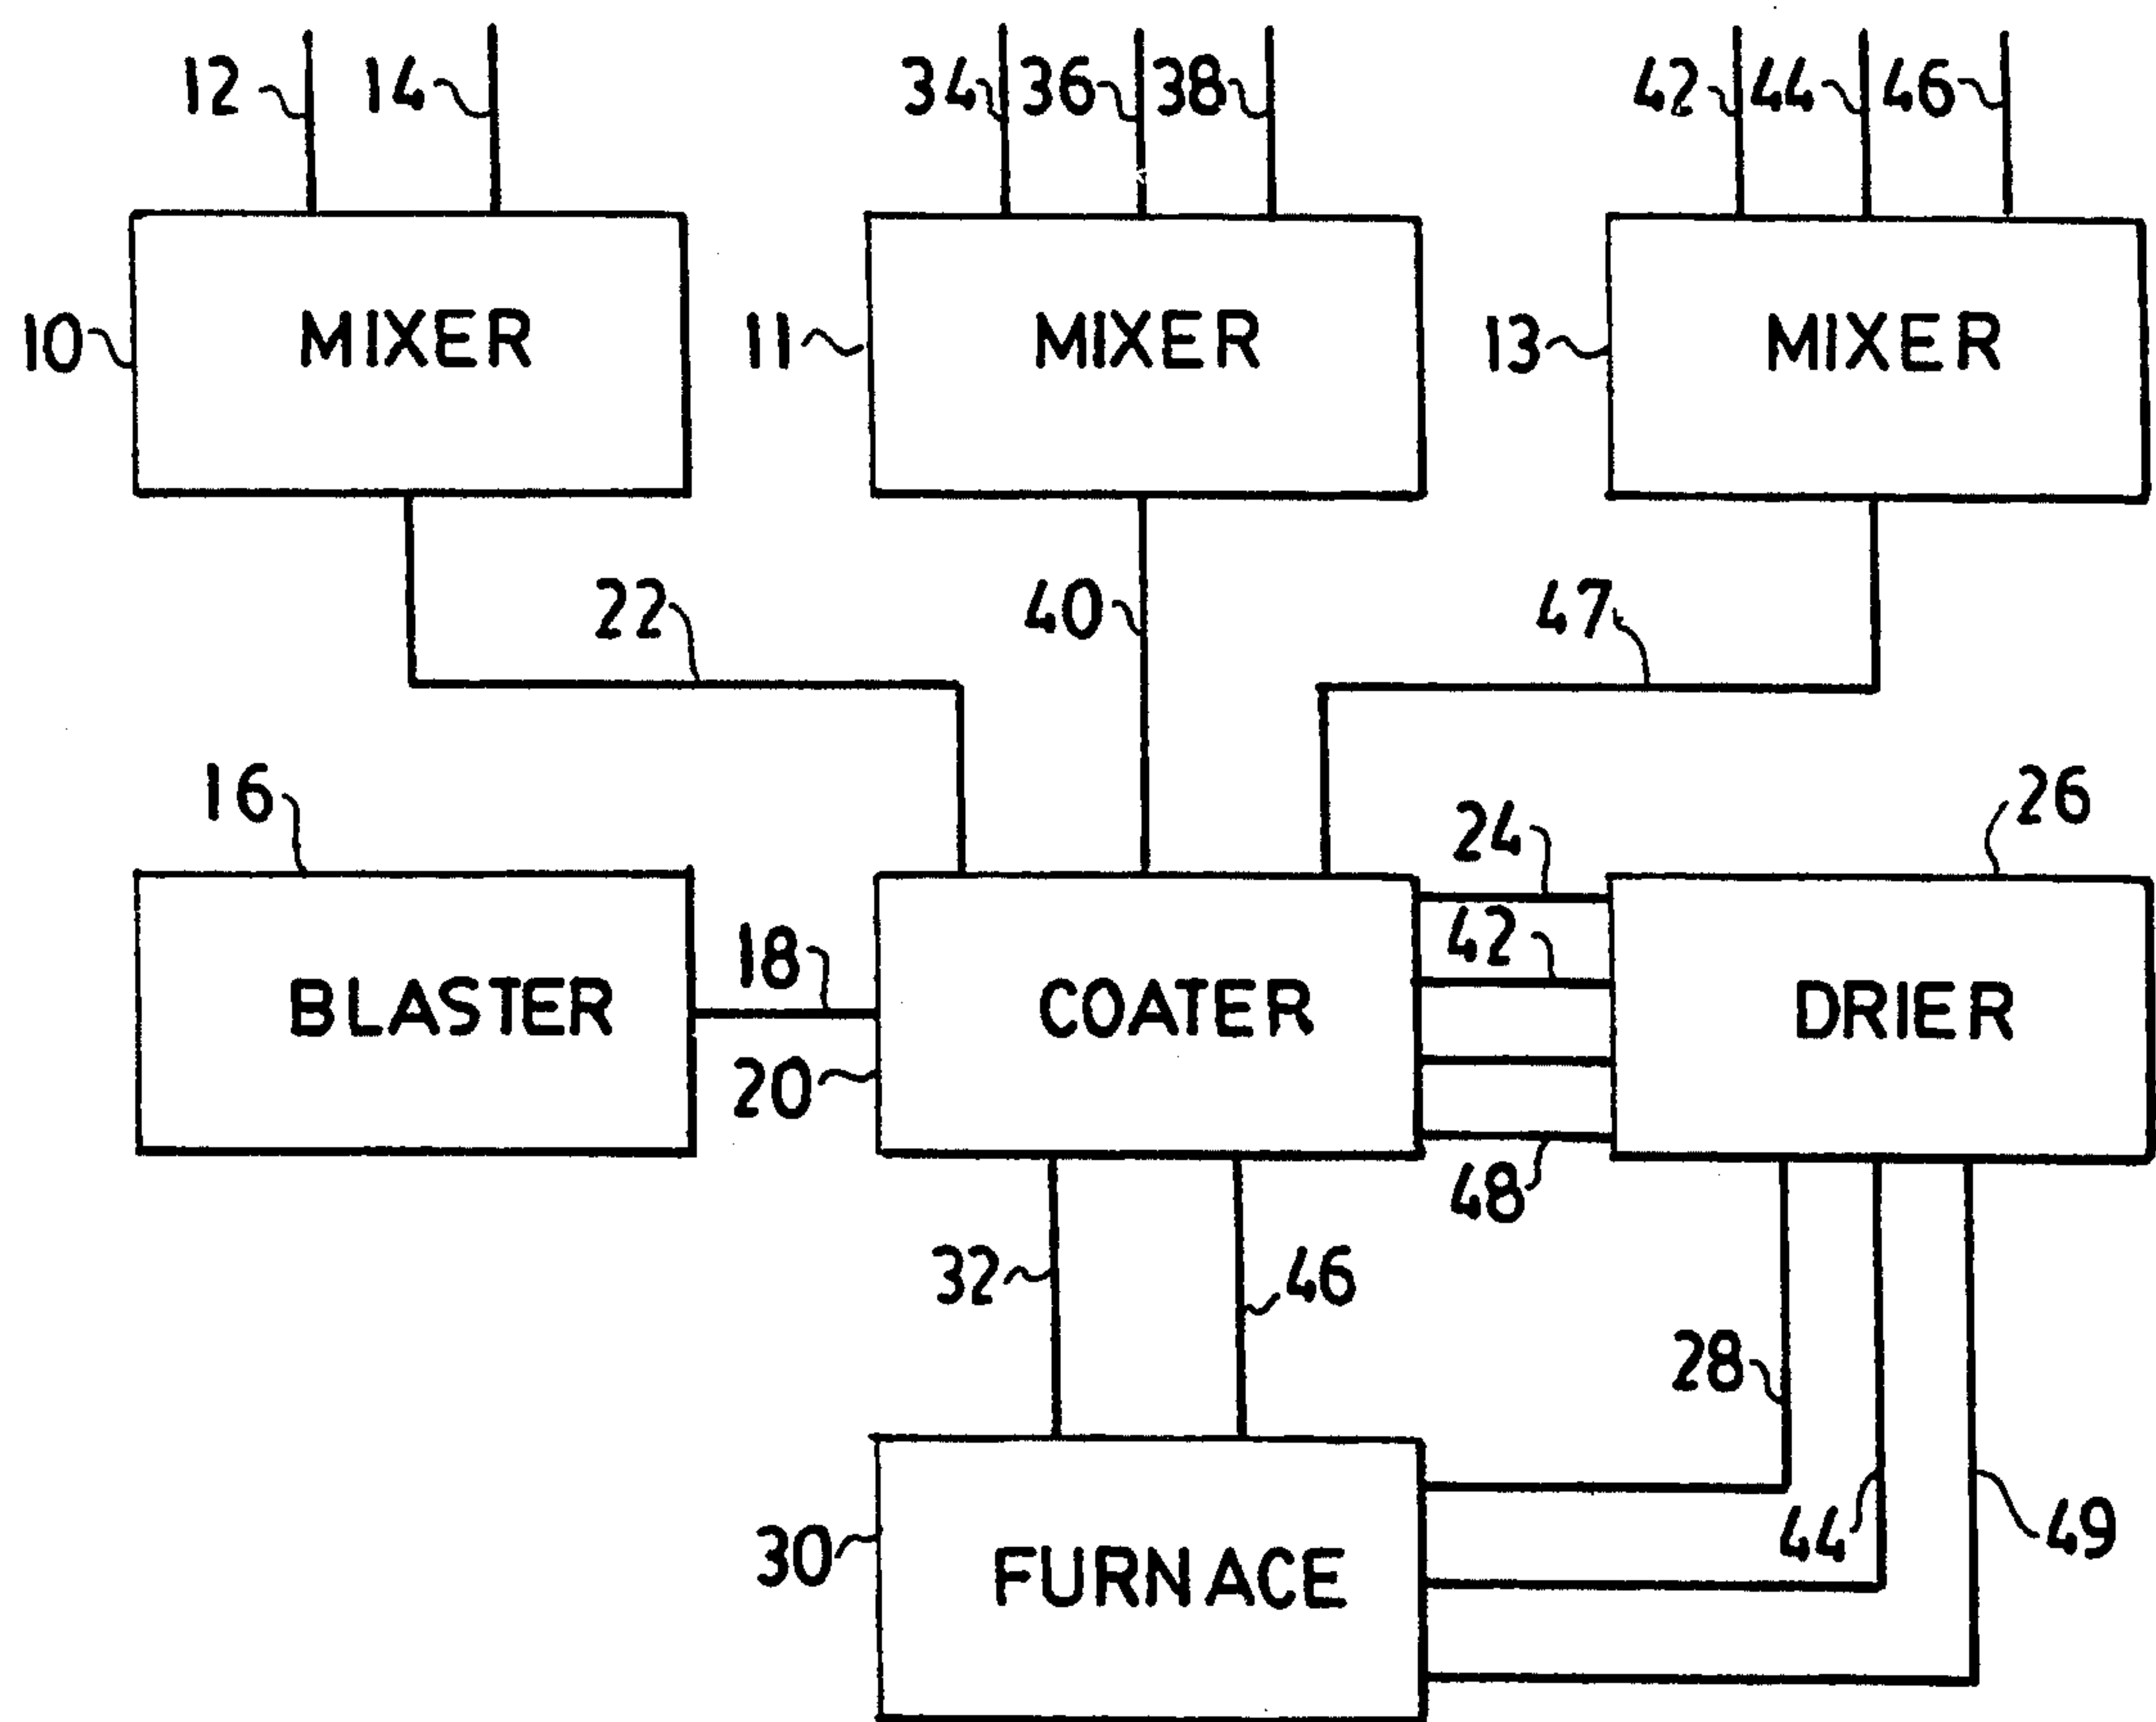 12 14 34 36 38 42 44 46
10 MIXER 11 MIXER 13 MIXER
22 40 47
16 24 26
18 42
BLASTER COATER DRIER
20
48
32 46
28
44 49
30 FURNACE